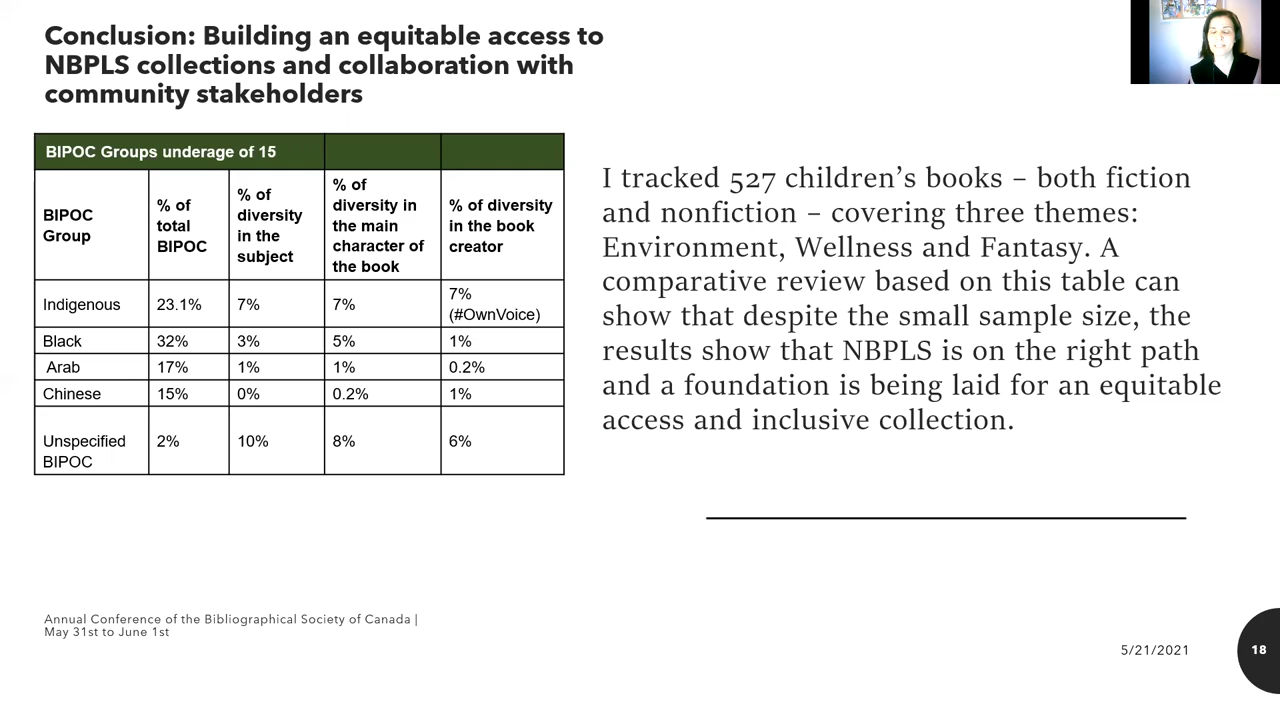 Conclusion: Building an equitable access to
NBPLS collections and collaboration with
community stakeholders
BIPOC Groups underage of 15
BIPOC Group % of total BIPOC % of diversity in the subject % of diversity in the main character of the book % of diversity in the book creator
Indigenous 23.1% 7% 7% 7% (#OwnVoice)
Black 32% 3% 5% 1%
Arab 17% 1% 1% 0.2%
Chinese 15% 0% 0.2% 1%
Unspecified BIPOC 2% 10% 8% 6%
I tracked 527 children’s books – both fiction
and nonfiction – covering three themes:
Environment, Wellness and Fantasy. A
comparative review based on this table can
show that despite the small sample size, the
results show that NBPLS is on the right path
and a foundation is being laid for an equitable
access and inclusive collection.
Annual Conference of the Bibliographical Society of Canada |
May 31st to June 1st
5/21/2021
18